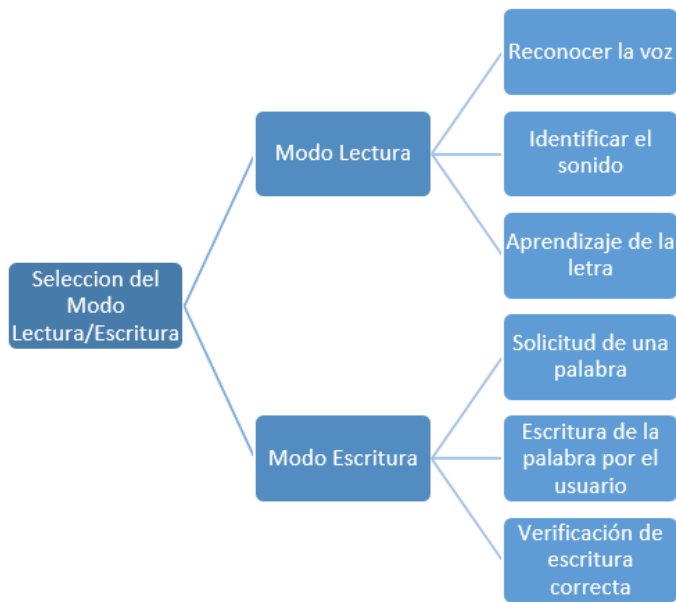 Seleccion del
Modo
Lectura/Escritura
Modo Lectura
Reconocer la voz
Identificar el
sonido
Aprendizaje de la
letra
Modo Escritura
Solicitud de una
palabra
Escritura de la
palabra por el
usuario
Verificación de
escritura
correcta